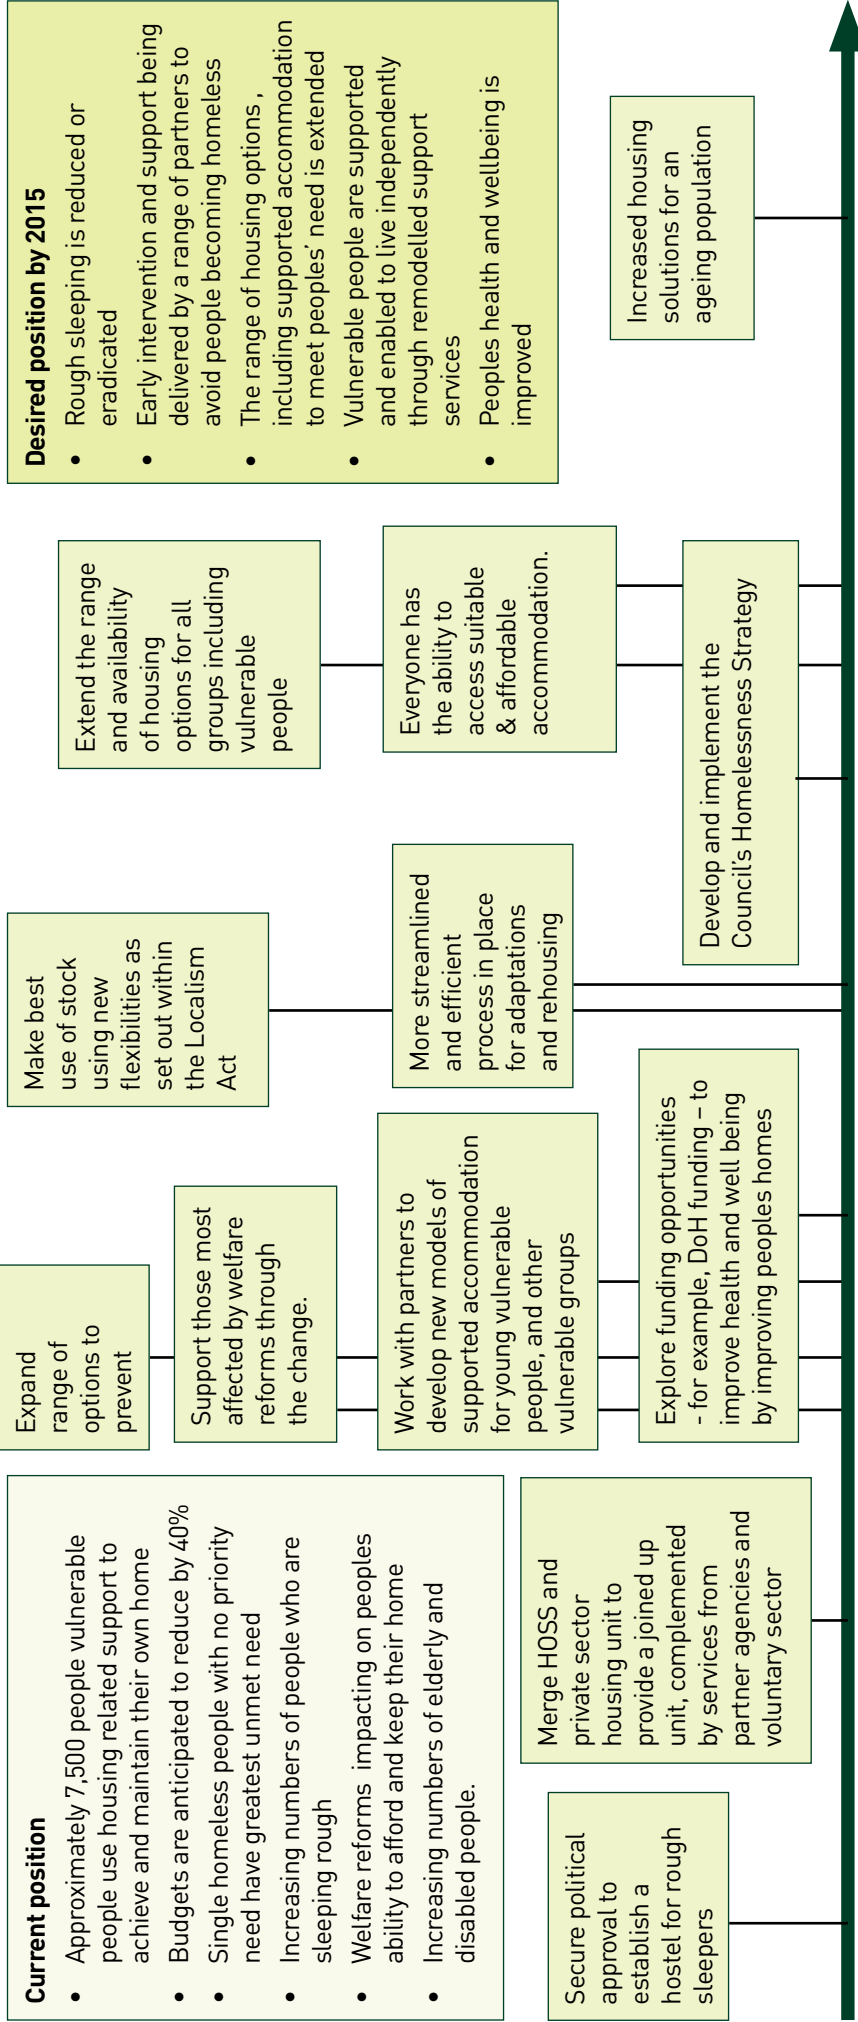 Current position
• Approximately 7,500 people vulnerable
people use housing related support to
achieve and maintain their own home
• Budgets are anticipated to reduce by 40%
• Single homeless people with no priority
need have greatest unmet need
• Increasing numbers of people who are
sleeping rough
• Welfare reforms impacting on peoples
ability to afford and keep their home
• Increasing numbers of elderly and
disabled people.
Secure political
approval to
establish a
hostel for rough
sleepers
Merge HOSS and
private sector
housing unit to
provide a joined up
unit, complemented
by services from
partner agencies and
voluntary sector
Expand
range of
options to
prevent
Support those most
affected by welfare
reforms through
the change.
Work with partners to
develop new models of
supported accommodation
for young vulnerable
people, and other
vulnerable groups
Explore funding opportunities
- for example, DoH funding – to
improve health and well being
by improving peoples homes
Make best
use of stock
using new
flexibilities as
set out within
the Localism
Act
More streamlined
and efficient
process in place
for adaptations
and rehousing
Extend the range
and availability
of housing
options for all
groups including
vulnerable
people
Everyone has
the ability to
access suitable
& affordable
accommodation.
Develop and implement the
Council's Homelessness Strategy
Desired position by 2015
• Rough sleeping is reduced or
eradicated
• Early intervention and support being
delivered by a range of partners to
avoid people becoming homeless
• The range of housing options ,
including supported accommodation
to meet peoples' need is extended
• Vulnerable people are supported
and enabled to live independently
through remodelled support
services
• Peoples health and wellbeing is
improved
Increased housing
solutions for an
ageing population